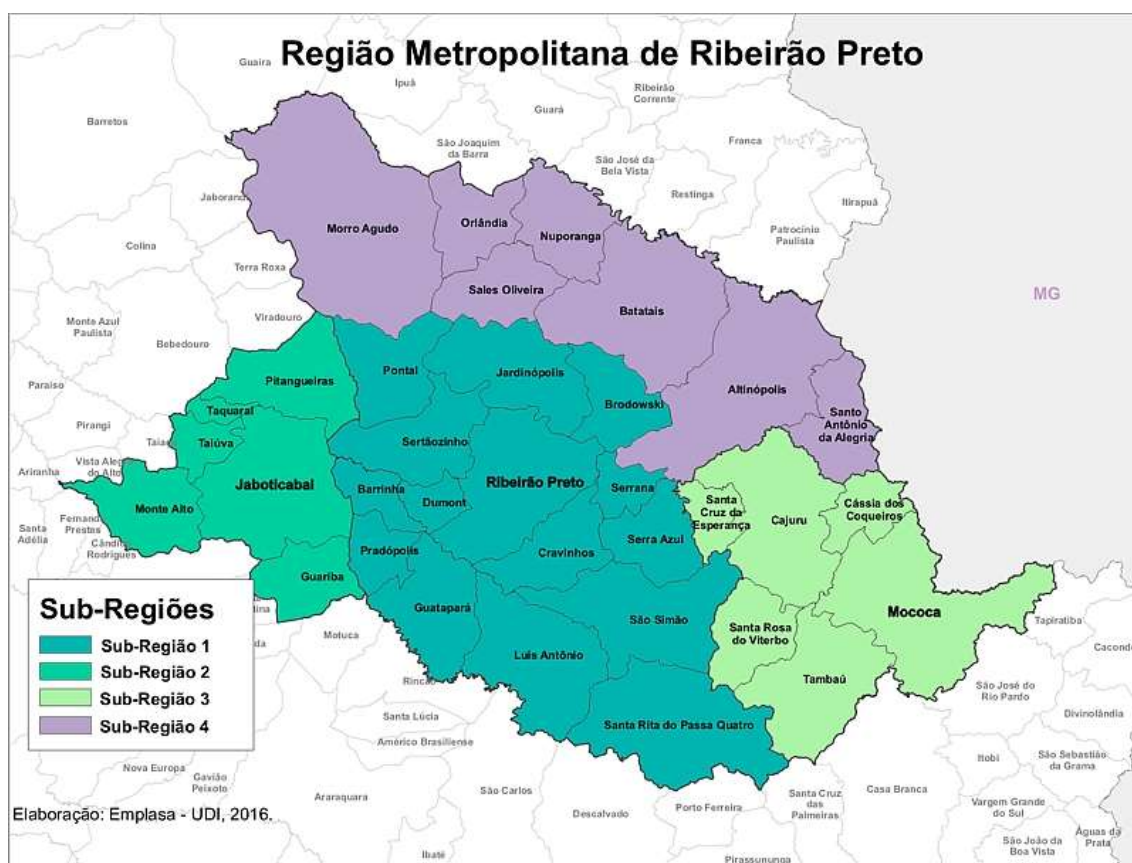 Região Metropolitana de Ribeirão Preto
Guaira
Ipuã
Guará
Ribeirão
Corrente
Barretos
São Joaquim
da Barra
São José da
Bela Vista
Franca
Restinga
Itirapuã
Patrocínio
Paulista
Colina
Terra Roxa
Viradouro
Monte Azul
Paulista
Bebedouro
Paraiso
Pirangi
Vista Aleg
do Alto
Ariranha
Santa
Adélia
Fernand
Prestes
Cândit
Rodrigues
MG
Morro Agudo
Orlândia
Nuporanga
Sales Oliveira
Batatais
Altinópolis
Santo
Antônio
da Alegria
Pitangueiras
Taquaral
Taiúva
Jaboticabal
Monte Alto
Guariba
Pontal
Jardinópolis
Brodowski
Sertãozinho
Barrinha
Dumont
Ribeirão Preto
Serrana
Serra Azul
Cravinhos
Pradópolis
Guatapará
São Simão
Luís Antônio
Santa Rita do Passa Quatro
Santa
Cruz da
Esperança
Cajuru
Cássia dos
Coqueiros
Mococa
Santa Rosa
do Viterbo
Tambaú
Sub-Regiões
Sub-Região 1
Sub-Região 2
Sub-Região 3
Sub-Região 4
Motuca
Rincão
Santa Lúcia
Américo Brasiliense
Nova Europa
Gavião
Peixoto
Araraquara
São Carlos
Ibaté
Descalvado
Porto Ferreira
Pirassununga
Santa Cruz
das
Palmeiras
Casa Branca
Tapiratiba
Caconde
São José do
Rio Pardo
Divinolândia
Itobi
São Sebastião
da Grama
Vargem Grande
do Sul
São João da
Boa Vista
Águas da
Prata
Elaboração: Emplasa - UDI, 2016.